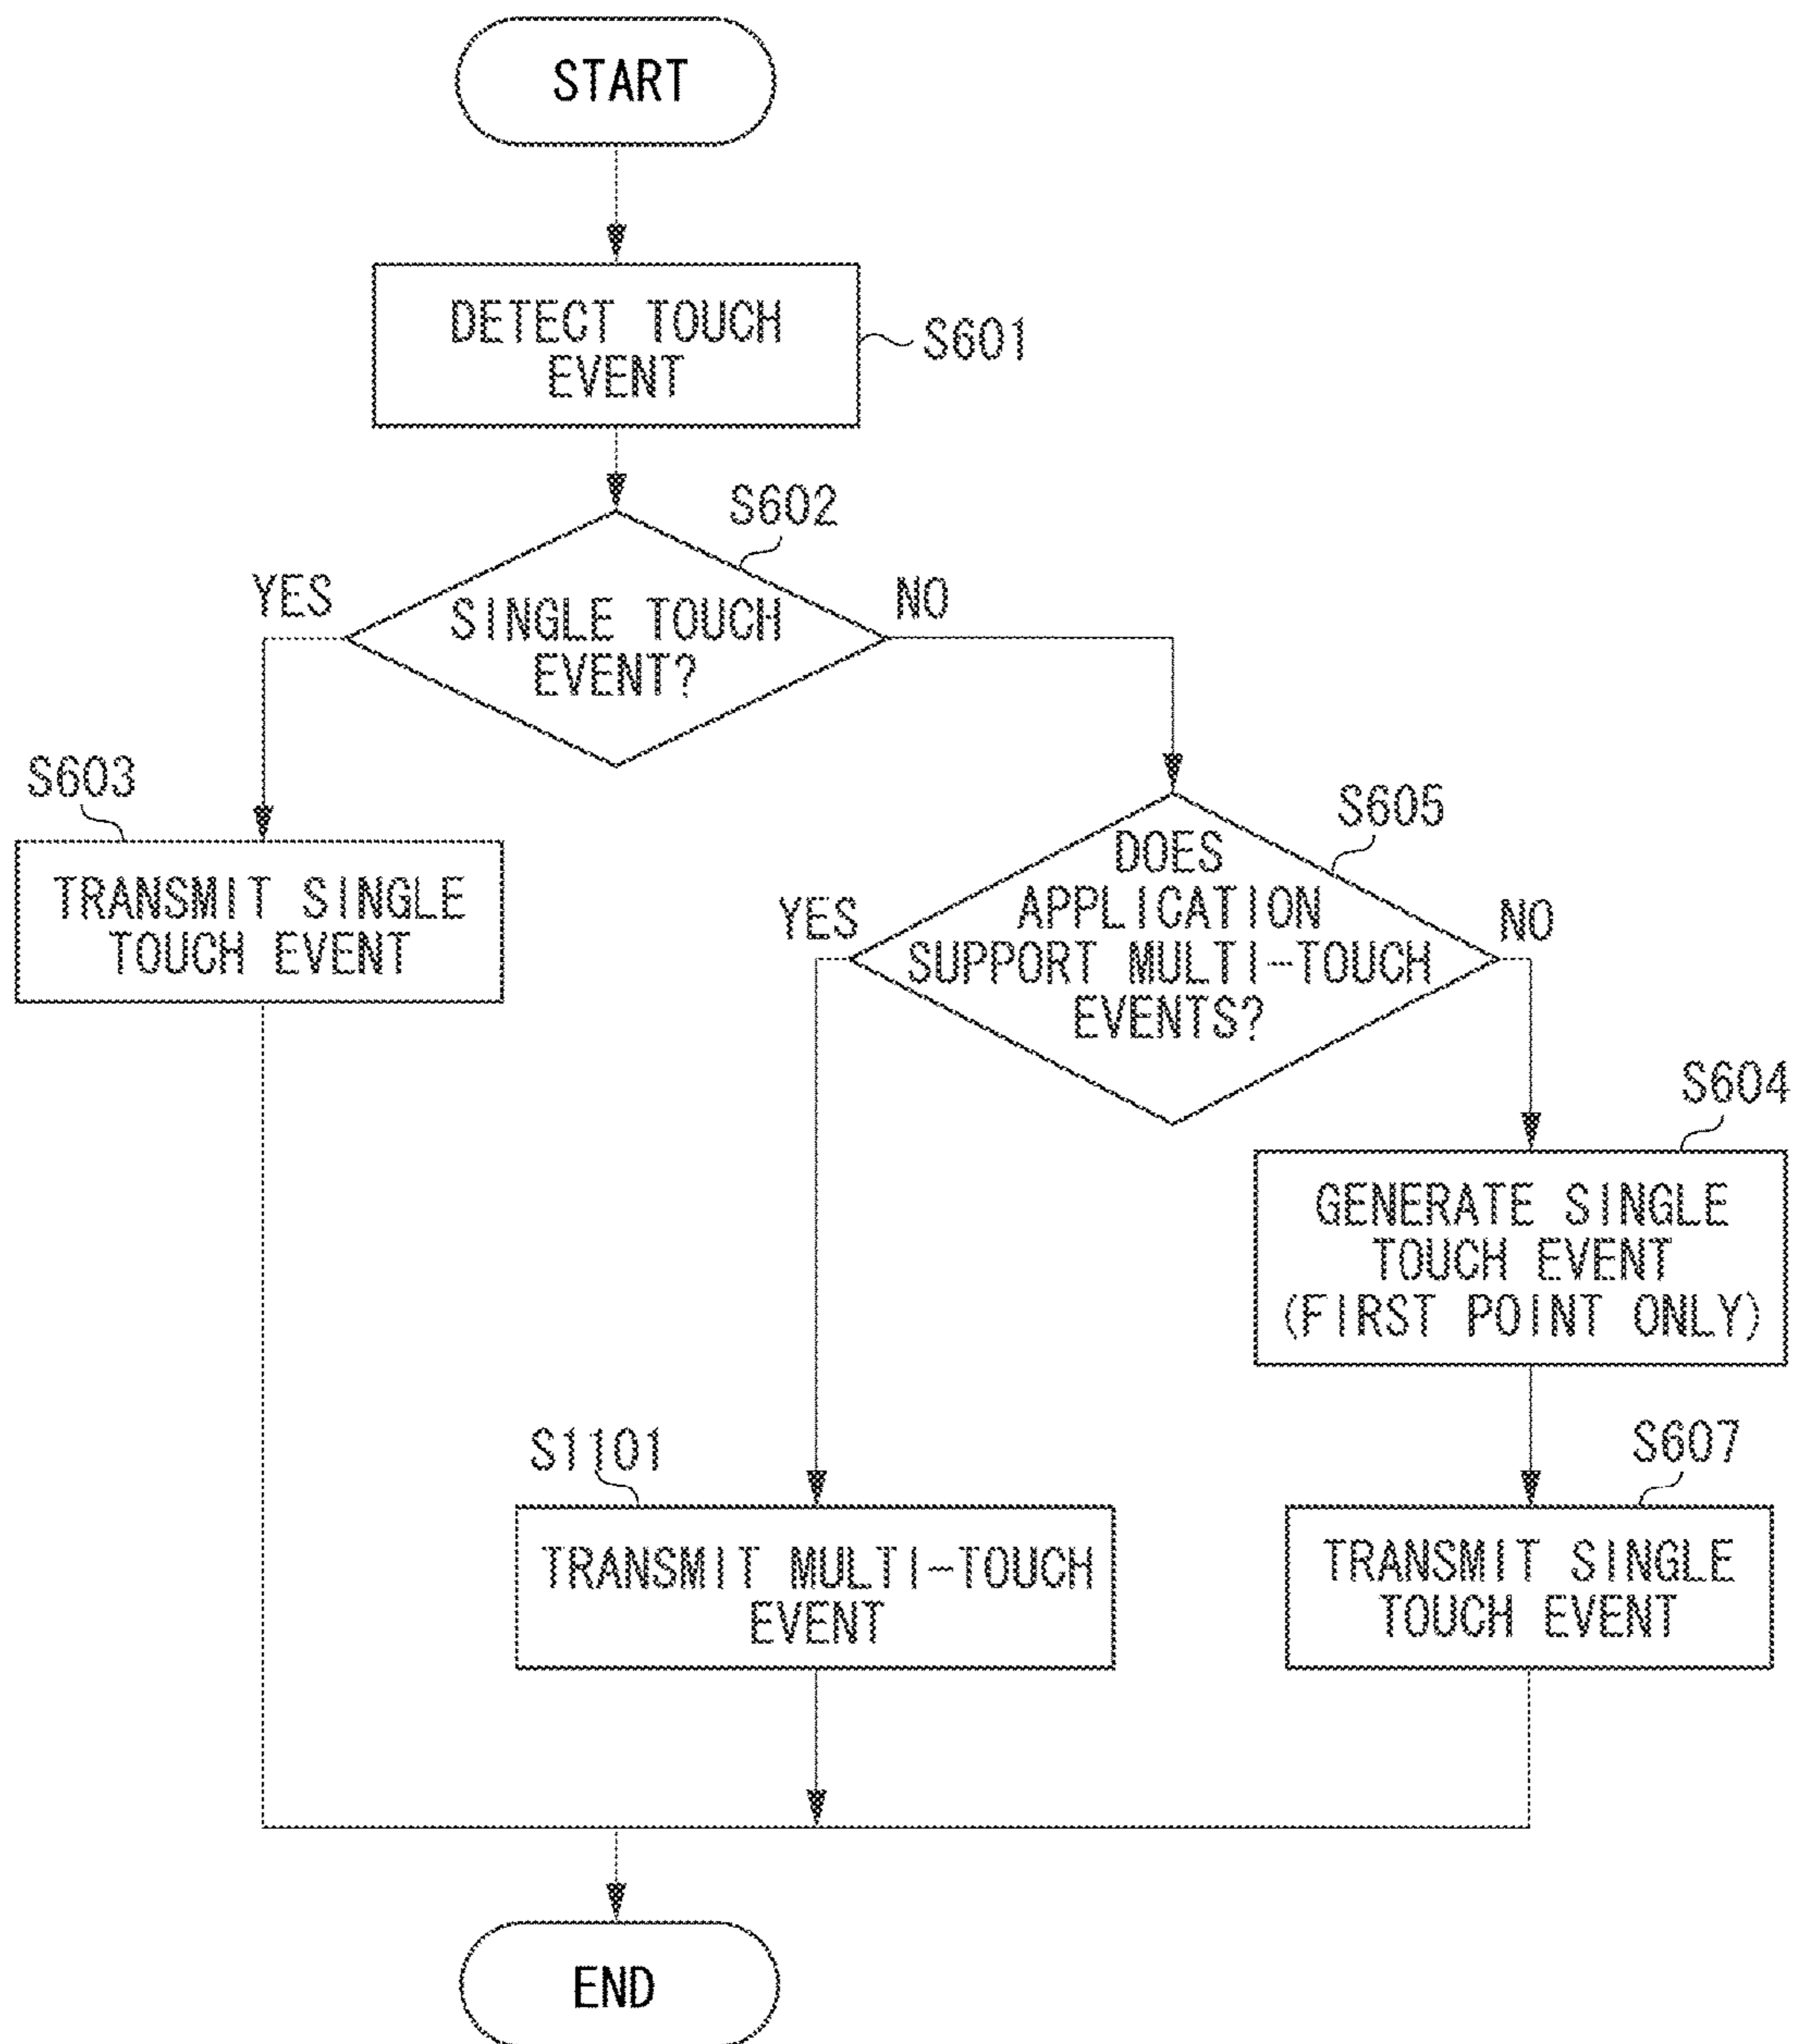 START
DETECT TOUCH
EVENT
S601
S602
YES
NO
SINGLE TOUCH
EVENT?
S603
TRANSMIT SINGLE
TOUCH EVENT
S605
DOES
APPLICATION
SUPPORT MULTI-TOUCH
EVENTS?
YES
NO
S604
GENERATE SINGLE
TOUCH EVENT
(FIRST POINT ONLY)
S1101
TRANSMIT MULTI-TOUCH
EVENT
S607
TRANSMIT SINGLE
TOUCH EVENT
END